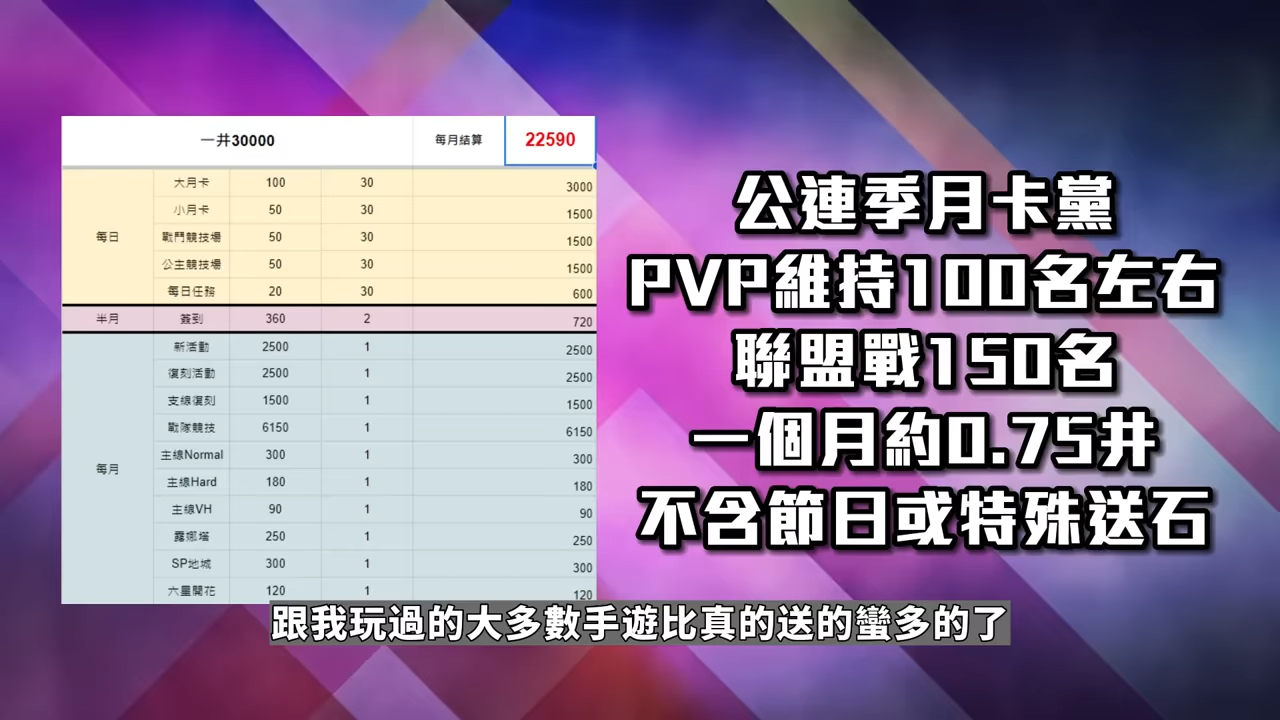 一井30000 每月结算 22590
每日
大月卡 100 30 3000
小月卡 50 30 1500
戰鬥競技場 50 30 1500
公主競技場 50 30 1500
每日任務 20 30 600
半月 簽到 360 2 720
每月
新活動 2500 1 2500
復刻活動 2500 1 2500
支線復刻 1500 1 1500
戰隊競技 6150 1 6150
主線Normal 300 1 300
主線Hard 180 1 180
主線VH 90 1 90
露娜塔 250 1 250
SP地城 300 1 300
六星開花 120 1 120
公連季月卡黨
PVP維持100名左右
聯盟戰150名
一個月約0.75井
不含節日或特殊送石
跟我玩過的大多數手遊比真的送的蠻多的了